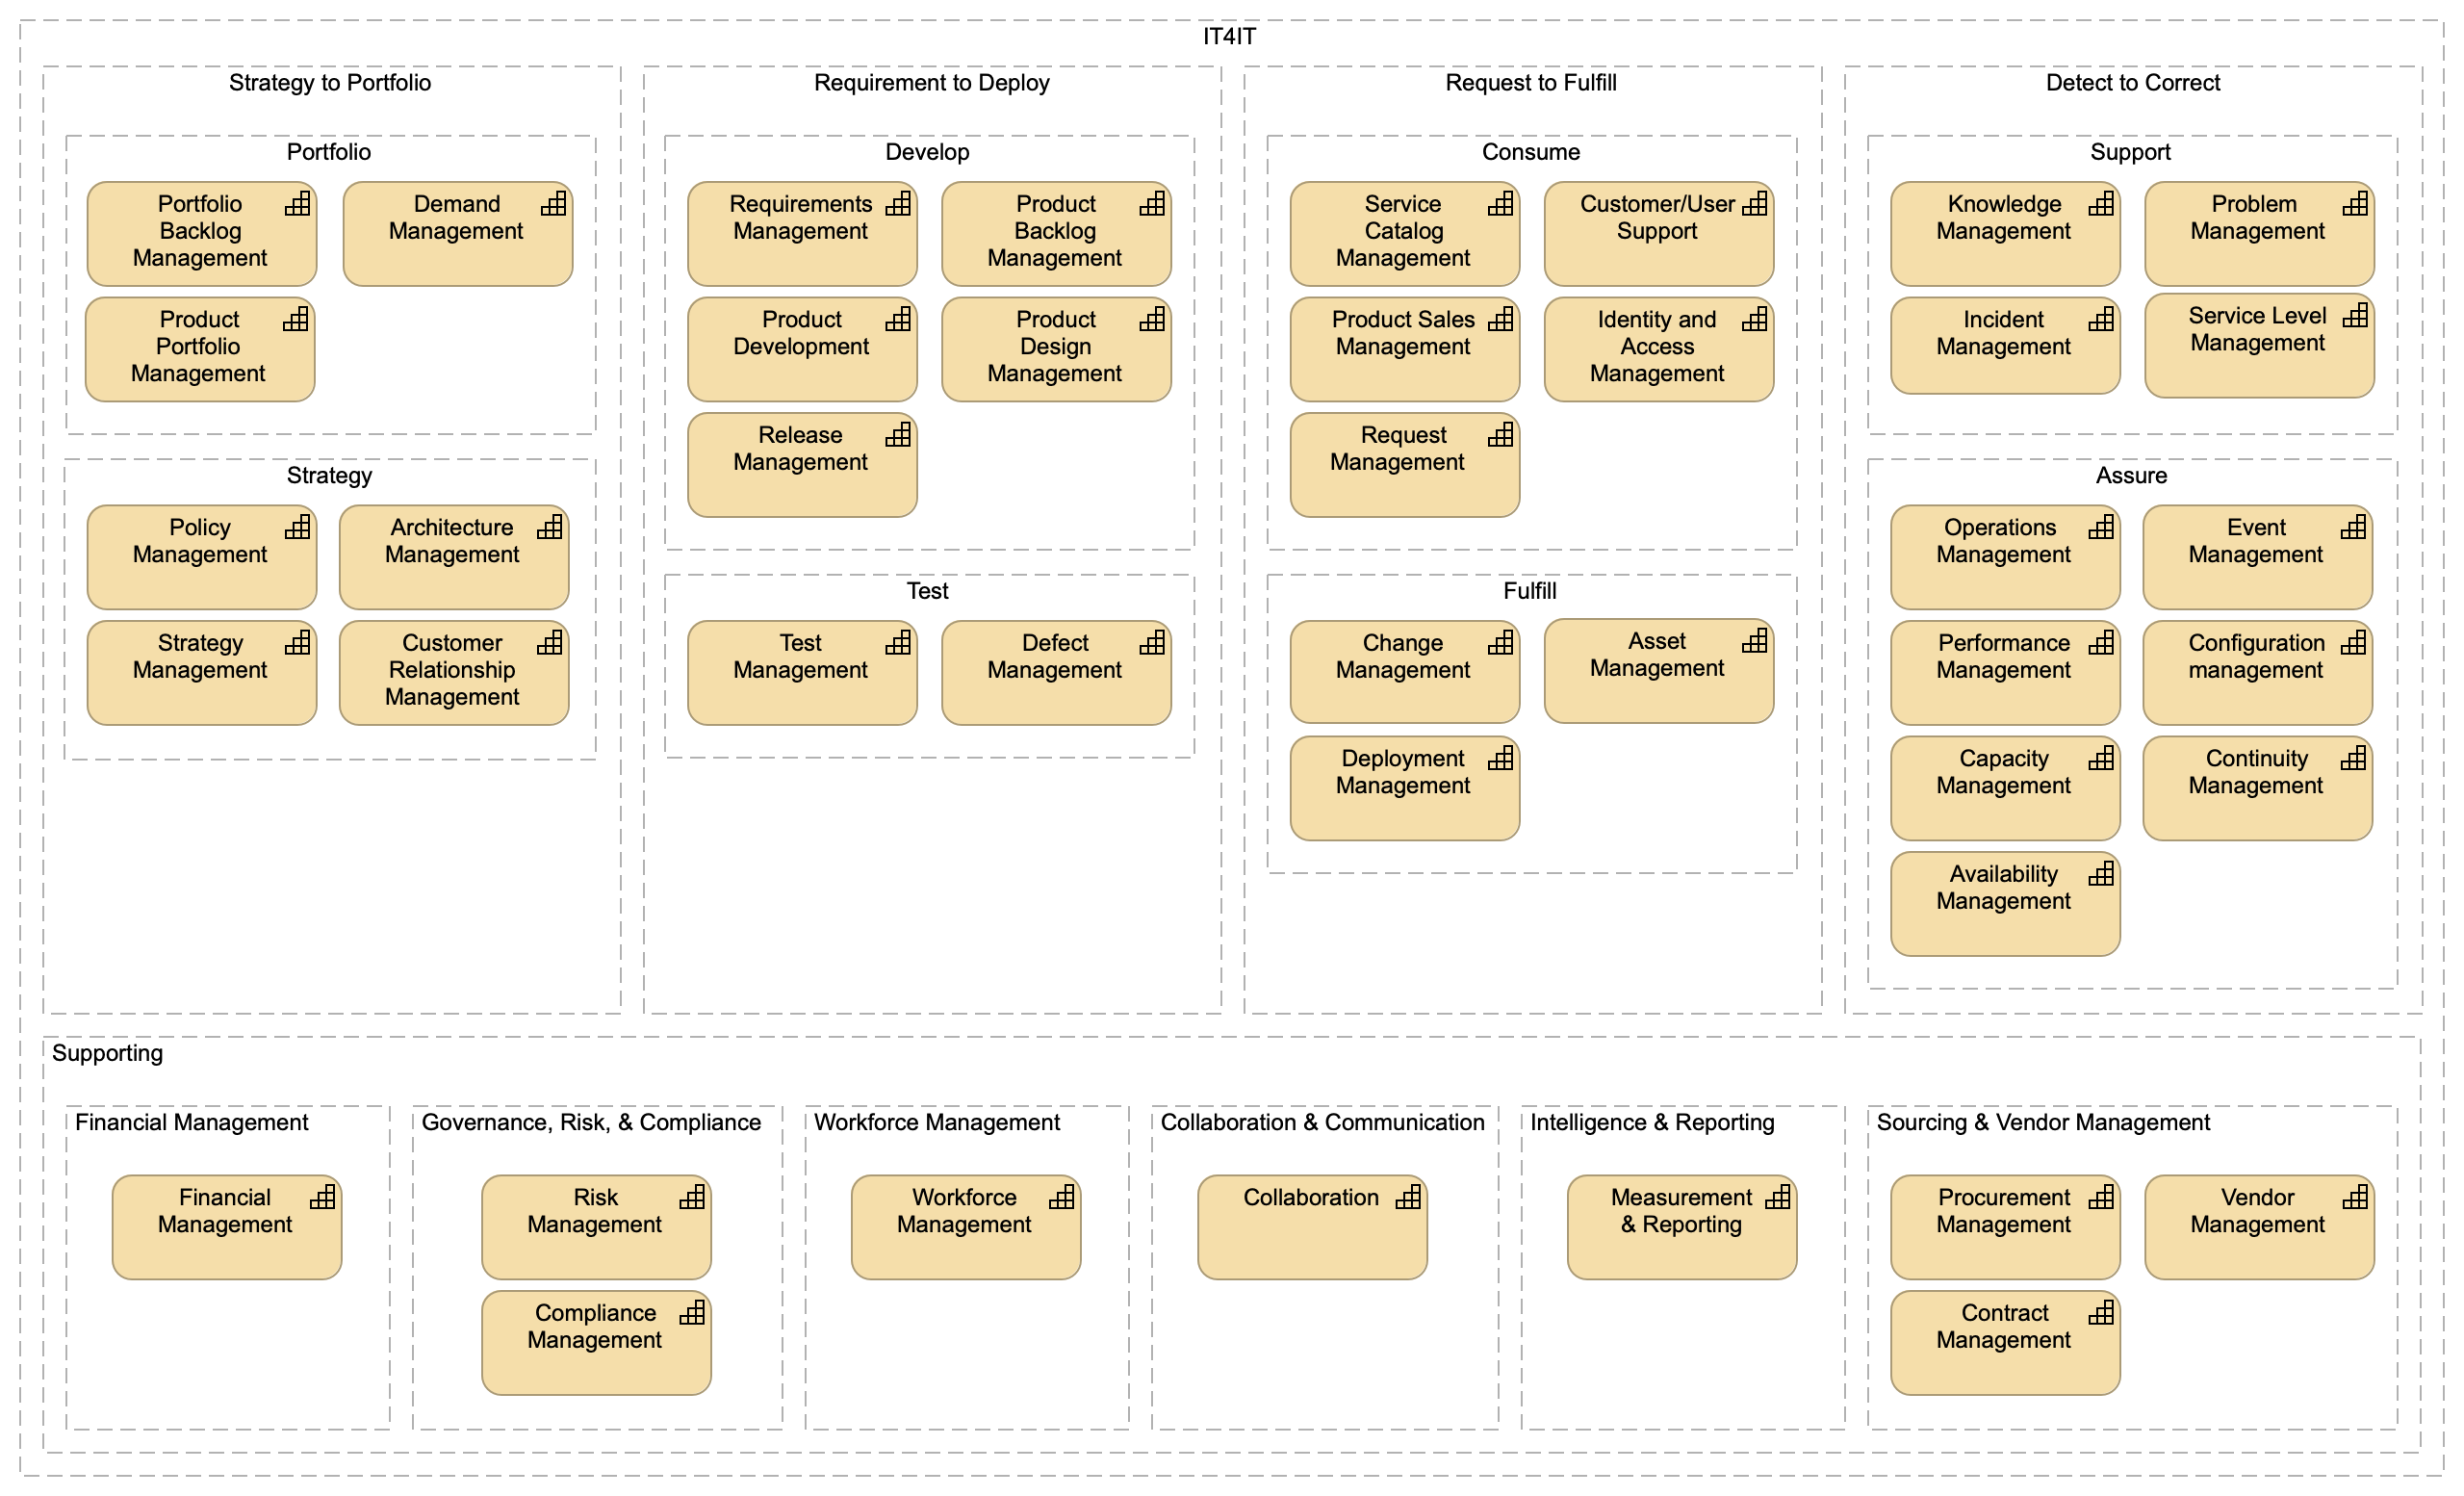 IT4IT
Strategy to Portfolio
Portfolio
Portfolio
Backlog
Management
Demand
Management
Product
Portfolio
Management
Strategy
Policy
Management
Architecture
Management
Strategy
Management
Customer
Relationship
Management
Requirement to Deploy
Develop
Requirements
Management
Product
Backlog
Management
Product
Development
Product
Design
Management
Release
Management
Test
Test
Management
Defect
Management
Request to Fulfill
Consume
Service
Catalog
Management
Customer/User
Support
Product Sales
Management
Identity and
Access
Management
Request
Management
Fulfill
Change
Management
Asset
Management
Deployment
Management
Detect to Correct
Support
Knowledge
Management
Problem
Management
Incident
Management
Service Level
Management
Assure
Operations
Management
Event
Management
Performance
Management
Configuration
management
Capacity
Management
Continuity
Management
Availability
Management
Supporting
Financial Management
Financial
Management
Governance, Risk, & Compliance
Risk
Management
Compliance
Management
Workforce Management
Workforce
Management
Collaboration & Communication
Collaboration
Intelligence & Reporting
Measurement
& Reporting
Sourcing & Vendor Management
Procurement
Management
Vendor
Management
Contract
Management